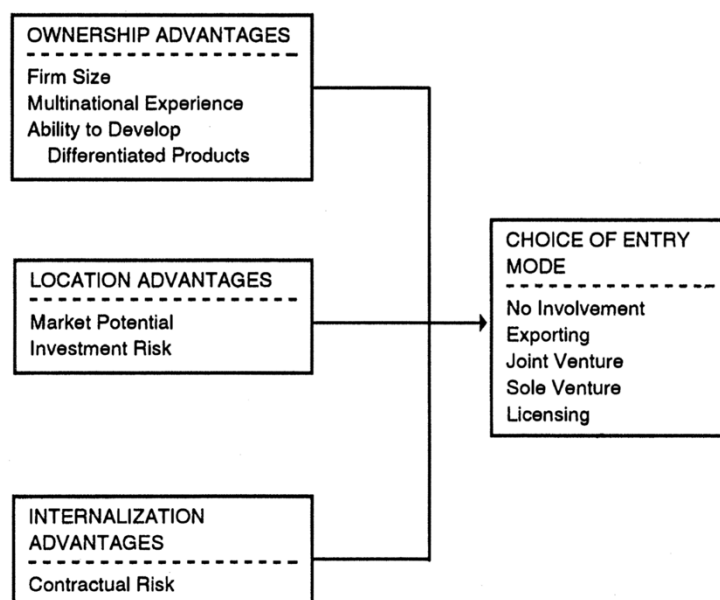 OWNERSHIP ADVANTAGES
Firm Size
Multinational Experience
Ability to Develop
Differentiated Products
LOCATION ADVANTAGES
Market Potential
Investment Risk
INTERNALIZATION
ADVANTAGES
Contractual Risk
CHOICE OF ENTRY
MODE
No Involvement
Exporting
Joint Venture
Sole Venture
Licensing